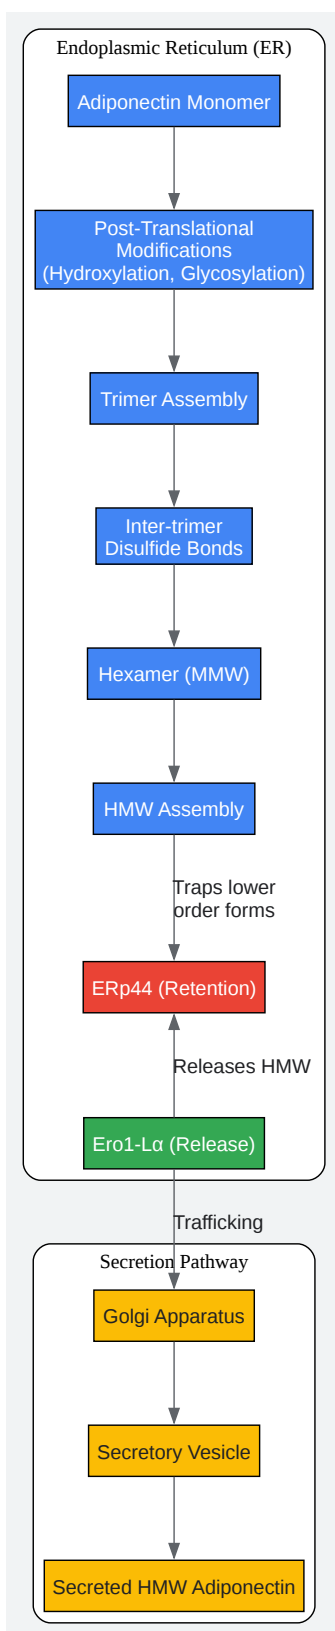 Endoplasmic Reticulum (ER)
Adiponectin Monomer
Post-Translational
Modifications
(Hydroxylation, Glycosylation)
Trimer Assembly
Inter-trimer
Disulfide Bonds
Hexamer (MMW)
HMW Assembly
Traps lower
order forms
ERp44 (Retention)
Releases HMW
Ero1-Lα (Release)
Trafficking
Secretion Pathway
Golgi Apparatus
Secretory Vesicle
Secreted HMW Adiponectin